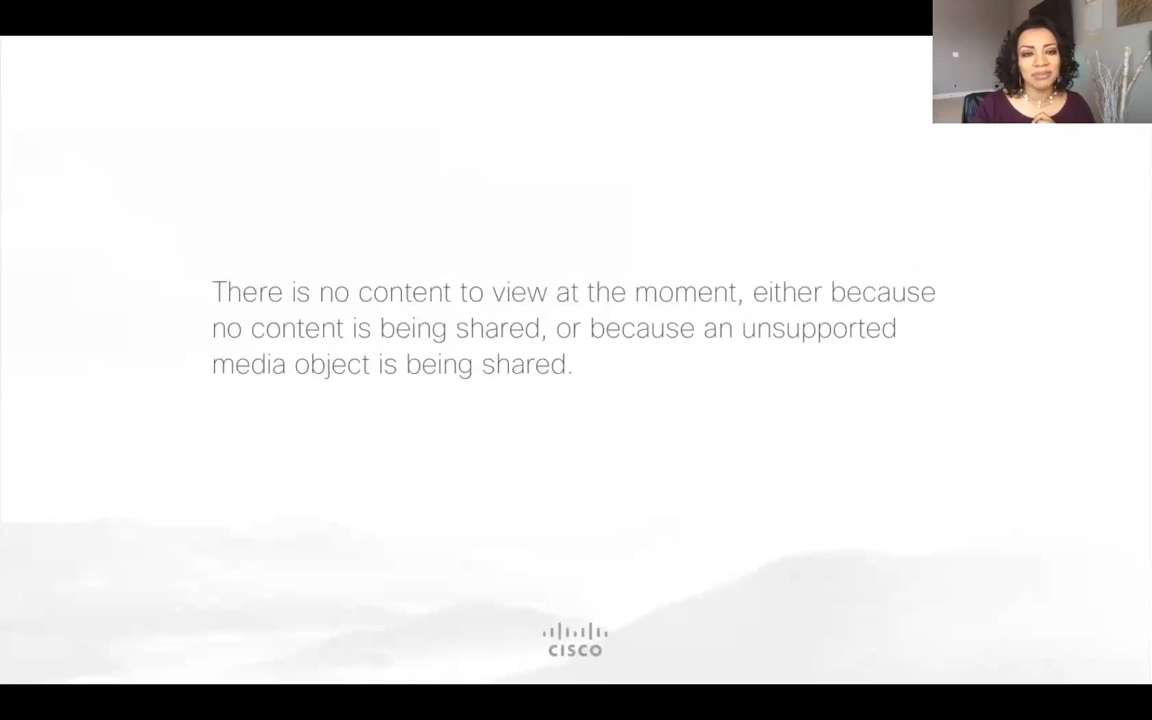 There is no content to view at the moment, either because
no content is being shared, or because an unsupported
media object is being shared.
CISCO